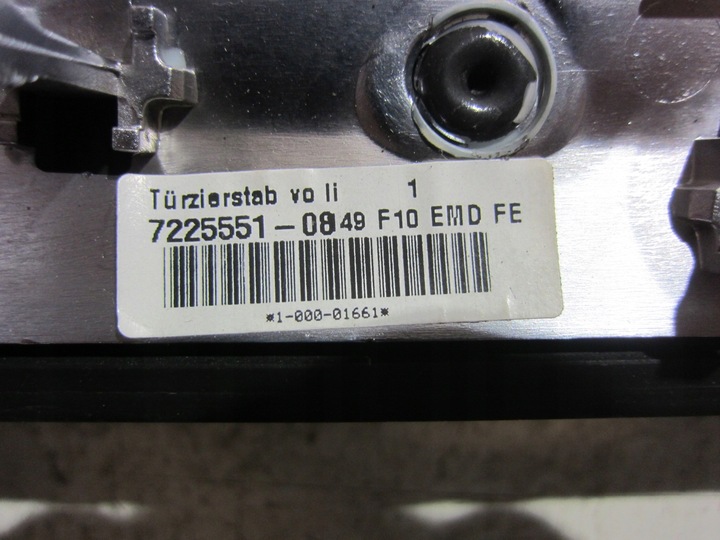 Türzierstab vo li 1
7225551-08 49 F10 EMD FE
*1-000-01661*